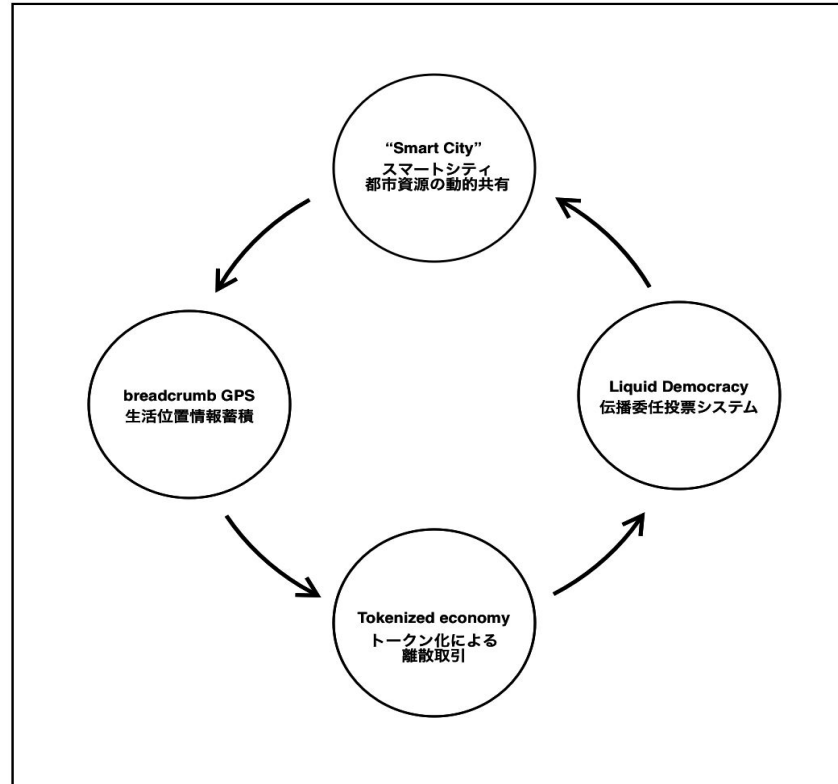 “Smart City”
スマートシティ
都市資源の動的共有
breadcrumb GPS
生活位置情報蓄積
Liquid Democracy
伝播委任投票システム
Tokenized economy
トークン化による
離散取引